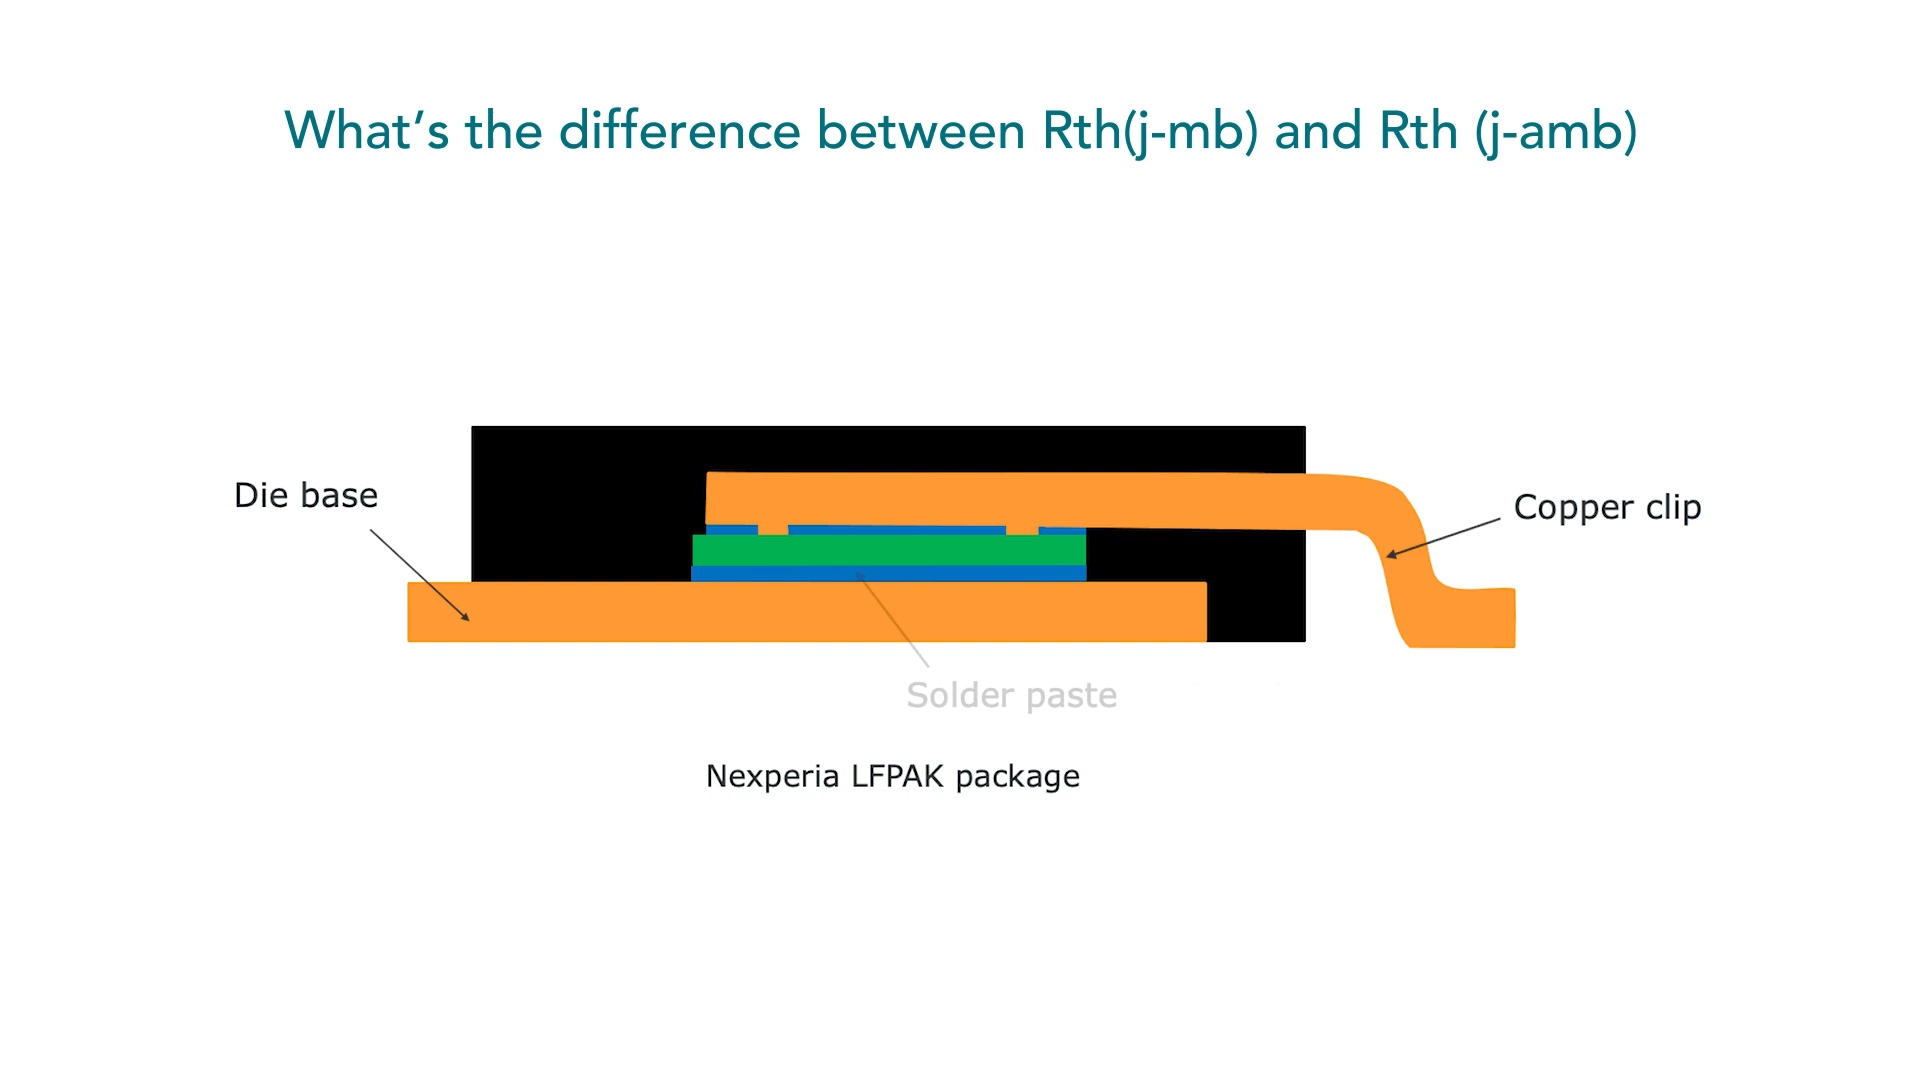 What’s the difference between Rth(j-mb) and Rth (j-amb)
Die base
Copper clip
Solder paste
Nexperia LFPAK package